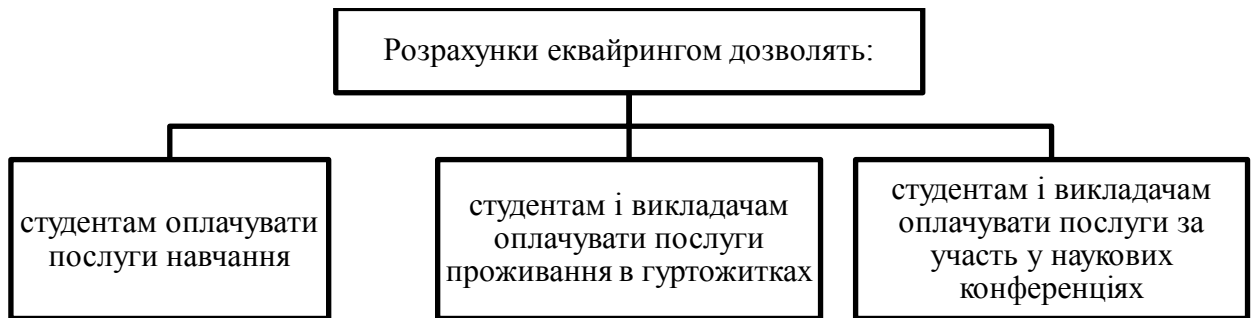 Розрахунки еквайрингом дозволять:
студентам оплачувати
послуги навчання
студентам і викладачам
оплачувати послуги
проживання в гуртожитках
студентам і викладачам
оплачувати послуги за
участь у наукових
конференціях